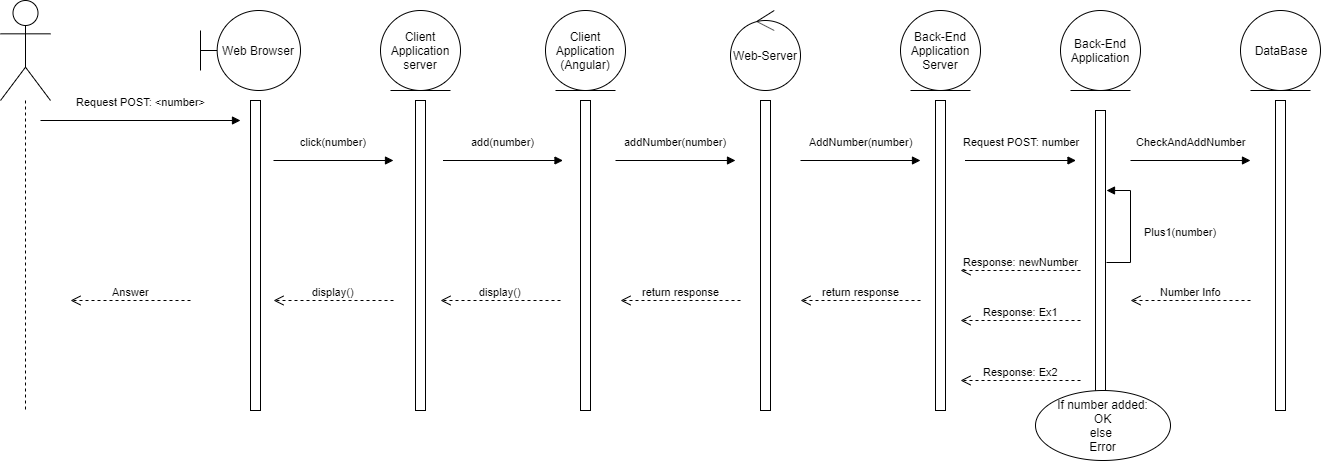 Web Browser
Client
Application
server
Client
Application
(Angular)
Web-Server
Back-End
Application
Server
Back-End
Application
DataBase
Request POST: <number>
click(number)
add(number)
addNumber(number)
AddNumber(number)
Request POST: number
CheckAndAddNumber
Plus1(number)
Response: newNumber
Answer
display()
display()
return response
return response
Number Info
Response: Ex1
Response: Ex2
If number added:
OK
else
Error